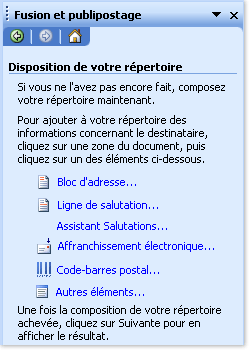 Fusion et publipostage
Disposition de votre répertoire
Si vous ne l'avez pas encore fait, composez
votre répertoire maintenant.
Pour ajouter à votre répertoire des
informations concernant le destinataire,
cliquez sur une zone du document, puis
cliquez sur un des éléments ci-dessous.
Bloc d'adresse...
Ligne de salutation...
Assistant Salutations...
Affranchissement électronique...
Code-barres postal...
Autres éléments...
Une fois la composition de votre répertoire
achevée, cliquez sur Suivante pour en
afficher le résultat.